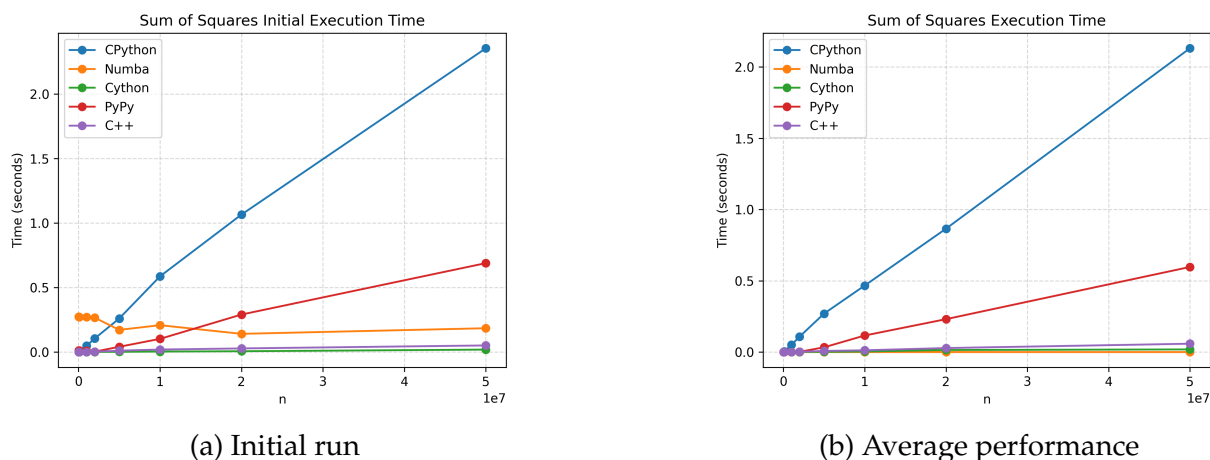 Sum of Squares Initial Execution Time
CPython
Numba
Cython
PyPy
C++
Time (seconds)
2.0
1.5
1.0
0.5
0.0
0
1
2
3
4
5
1e7
n
(a) Initial run
Sum of Squares Execution Time
CPython
Numba
Cython
PyPy
C++
Time (seconds)
2.0
1.5
1.0
0.5
0.0
0
1
2
3
4
5
1e7
n
(b) Average performance